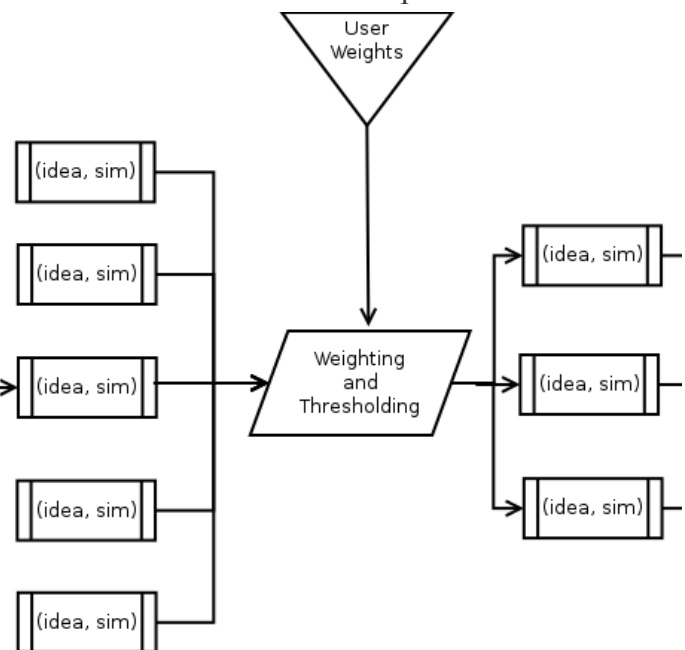 User
Weights
(idea, sim)
(idea, sim)
(idea, sim)
(idea, sim)
(idea, sim)
Weighting
and
Thresholding
(idea, sim)
(idea, sim)
(idea, sim)